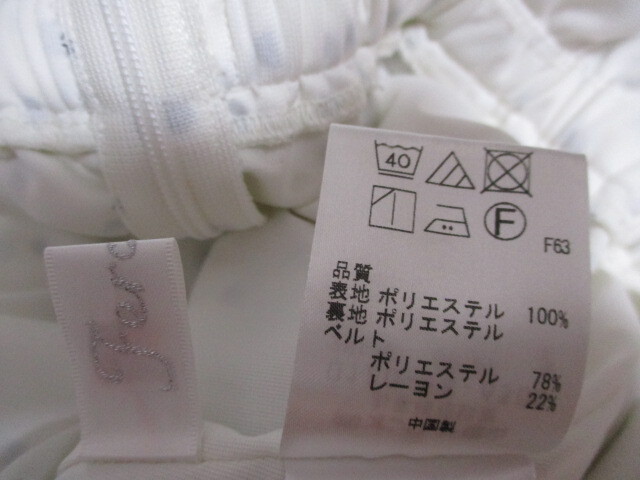 40
F
F63
品質
表地 ポリエステル 100%
裏地 ポリエステル
ベルト
ポリエステル 78%
レーヨン 22%
中国製